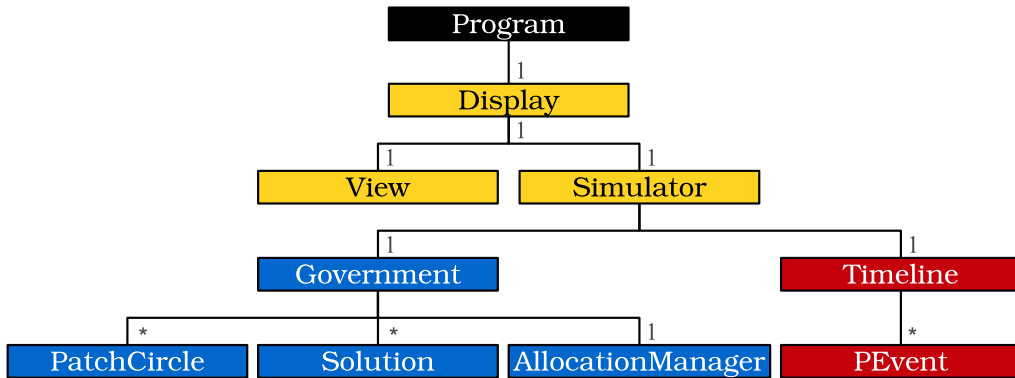 Program
1
Display
1
1 1
View Simulator
1 1
Government Timeline
* * 1 *
PatchCircle Solution AllocationManager PEvent